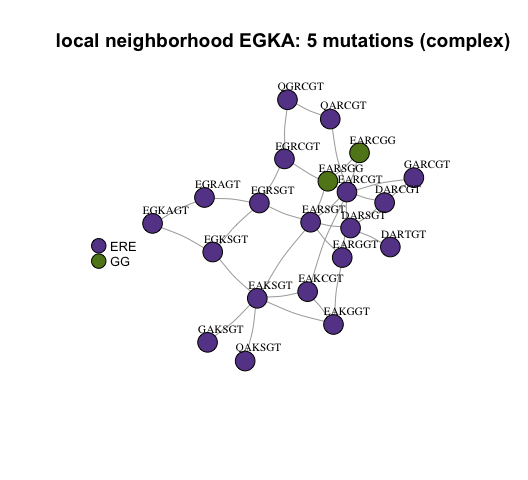 local neighborhood EGKA: 5 mutations (complex)
QGRCGT
QARCGT
EGRCGT
EARCGG
EARSGG
EARCGT
GARCGT
DARCGT
EGRAGT
EGRSGT
EGKAGT
EARSGT
DARSGT
EGKSGT
EARGGT
DARTGT
ERE
GG
EAKSGT
EAKCGT
EAKGGT
GAKSGT
QAKSGT